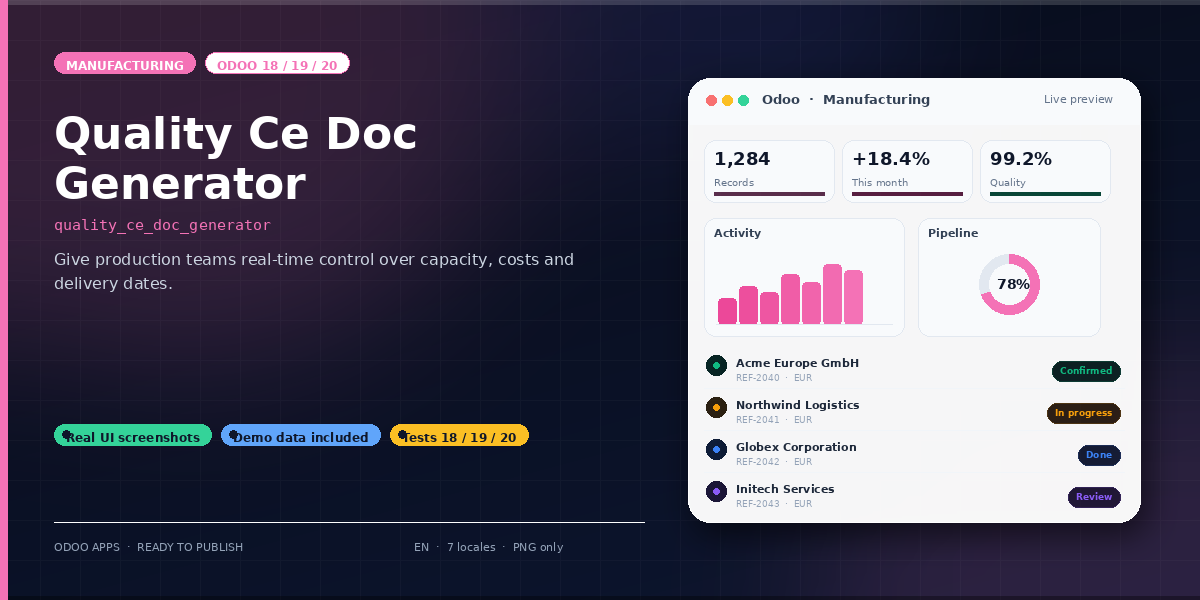 MANUFACTURING
ODOO 18 / 19 / 20
Quality Ce Doc
Generator
quality_ce_doc_generator
Give production teams real-time control over capacity, costs and
delivery dates.
Real UI screenshots
Demo data included
Tests 18 / 19 / 20
ODOO APPS · READY TO PUBLISH
EN · 7 locales · PNG only
Odoo · Manufacturing
Live preview
1,284
Records
+18.4%
This month
99.2%
Quality
Activity
Pipeline
78%
Acme Europe GmbH
REF-2040 · EUR
Confirmed
Northwind Logistics
REF-2041 · EUR
In progress
Globex Corporation
REF-2042 · EUR
Done
Initech Services
REF-2043 · EUR
Review